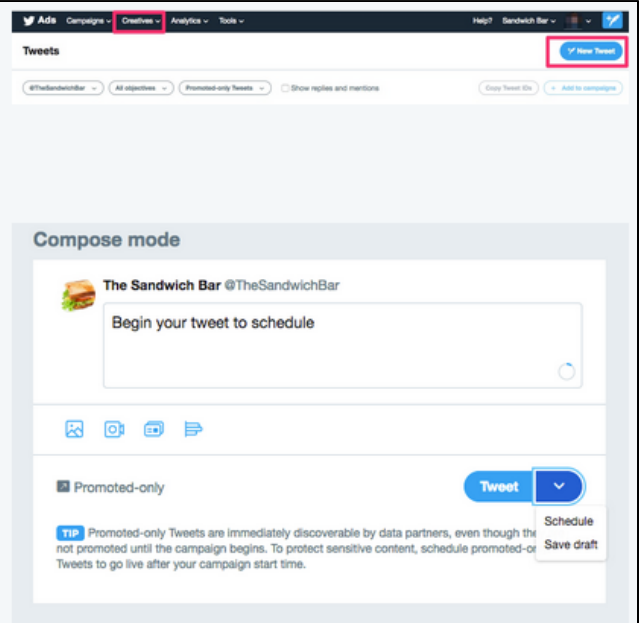 Ads Campaigns Creatives Analytics Tools Help? Sandwich Bar
Tweets New Tweet
@TheSandwichBar All objectives Promoted-only Tweets Show replies and mentions Copy Tweet IDs + Add to campaigns
Compose mode
The Sandwich Bar @TheSandwichBar
Begin your tweet to schedule
Promoted-only Tweet
Schedule
Save draft
TIP Promoted-only Tweets are immediately discoverable by data partners, even though the
not promoted until the campaign begins. To protect sensitive content, schedule promoted-or
Tweets to go live after your campaign start time.